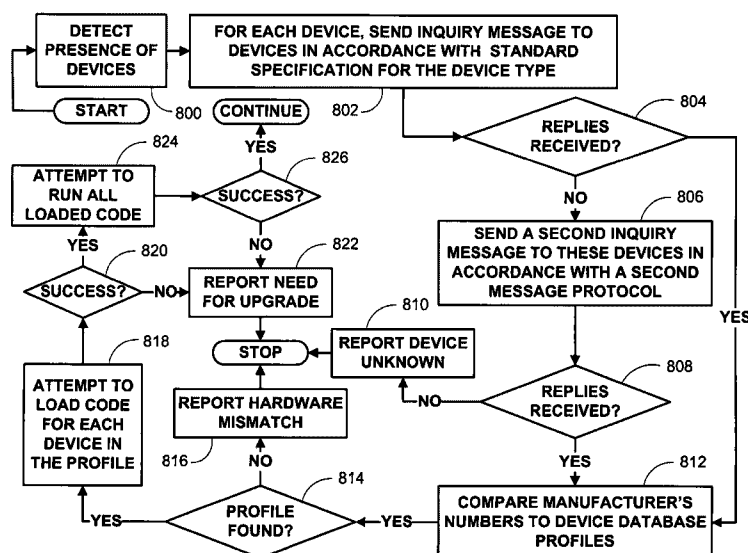 DETECT
PRESENCE OF
DEVICES
800
START
FOR EACH DEVICE, SEND INQUIRY MESSAGE TO
DEVICES IN ACCORDANCE WITH STANDARD
SPECIFICATION FOR THE DEVICE TYPE
802
CONTINUE
YES
804
REPLIES
RECEIVED?
NO
YES
806
SEND A SECOND INQUIRY
MESSAGE TO THESE DEVICES IN
ACCORDANCE WITH A SECOND
MESSAGE PROTOCOL
808
REPLIES
RECEIVED?
NO
YES
810
REPORT DEVICE
UNKNOWN
812
COMPARE MANUFACTURER'S
NUMBERS TO DEVICE DATABASE
PROFILES
YES
814
PROFILE
FOUND?
NO
YES
816
REPORT HARDWARE
MISMATCH
STOP
818
ATTEMPT TO
LOAD CODE
FOR EACH
DEVICE IN
THE PROFILE
820
SUCCESS?
NO
YES
822
REPORT NEED
FOR UPGRADE
824
ATTEMPT TO
RUN ALL
LOADED CODE
826
SUCCESS?
NO